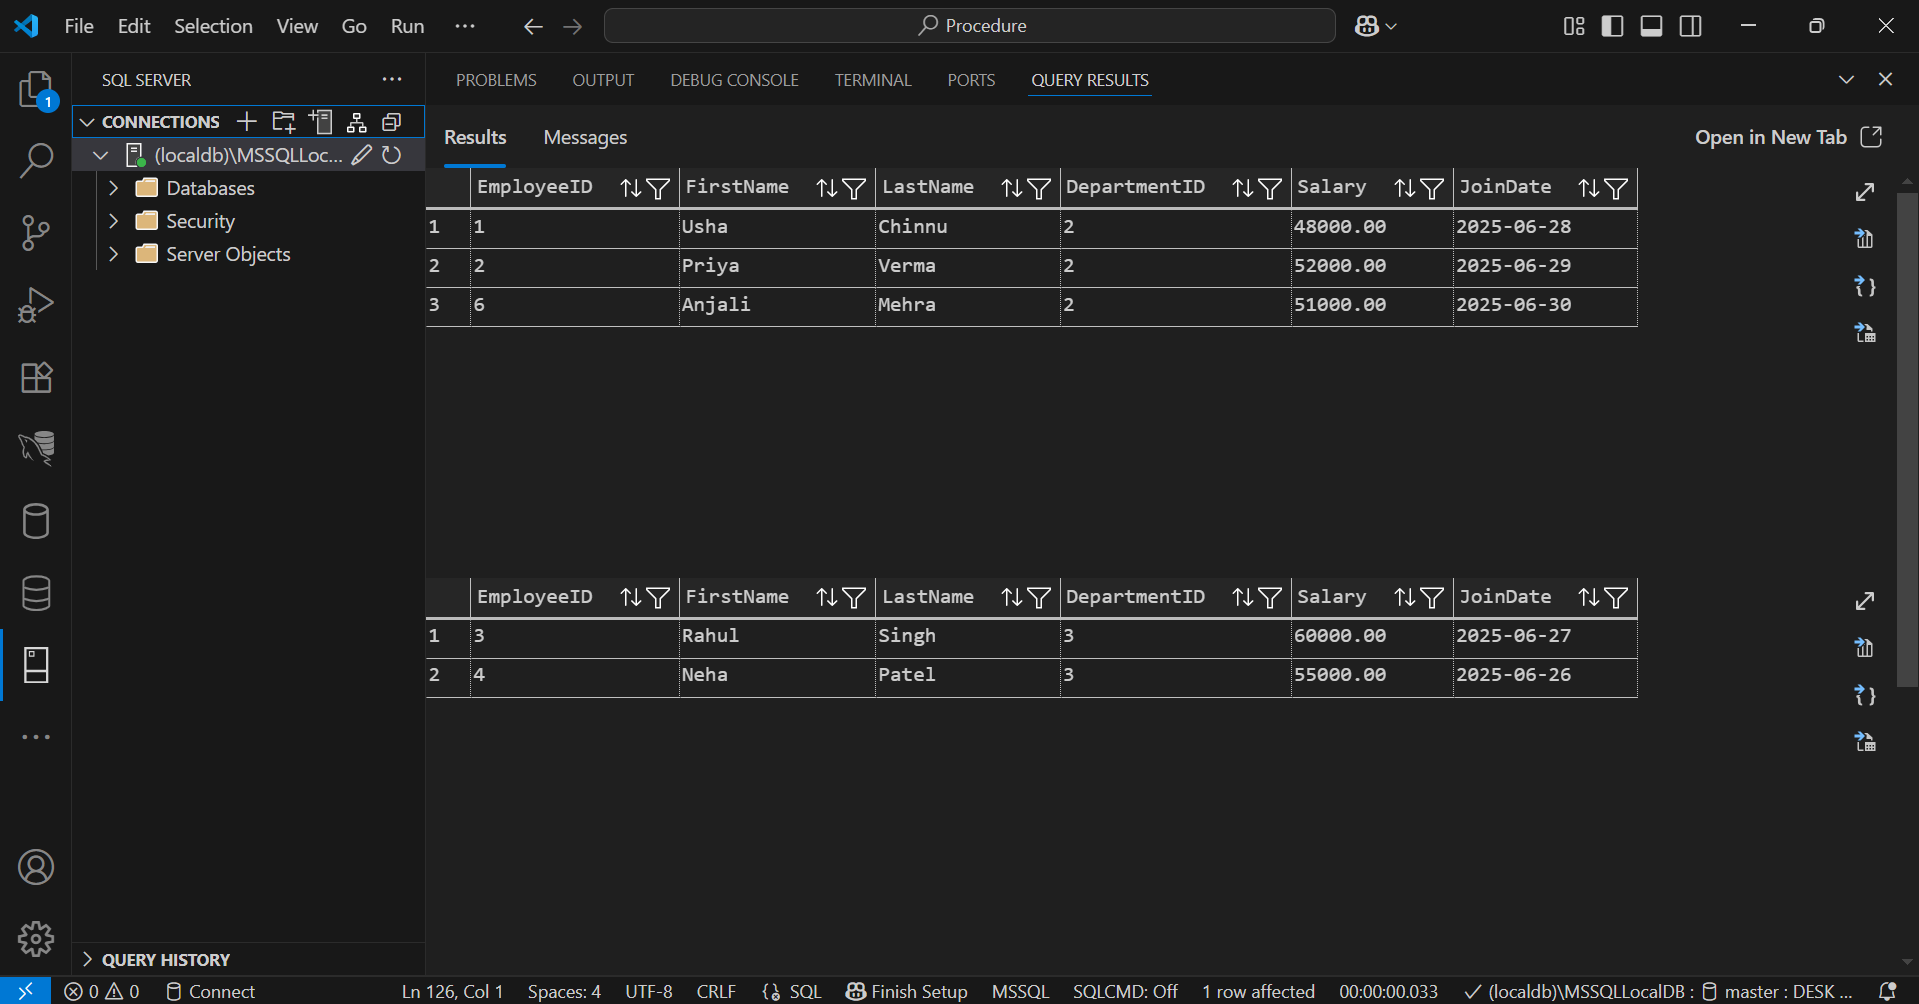 File Edit Selection View Go Run ··· Procedure
SQL SERVER ···
PROBLEMS OUTPUT DEBUG CONSOLE TERMINAL PORTS QUERY RESULTS
1
CONNECTIONS
(localdb)\MSSQLLoc...
Databases
Security
Server Objects
Results Messages Open in New Tab
EmployeeID FirstName LastName DepartmentID Salary JoinDate
1 1 Usha Chinnu 2 48000.00 2025-06-28
2 2 Priya Verma 2 52000.00 2025-06-29
3 6 Anjali Mehra 2 51000.00 2025-06-30
EmployeeID FirstName LastName DepartmentID Salary JoinDate
1 3 Rahul Singh 3 60000.00 2025-06-27
2 4 Neha Patel 3 55000.00 2025-06-26
QUERY HISTORY
0 0 Connect Ln 126, Col 1 Spaces: 4 UTF-8 CRLF SQL Finish Setup MSSQL SQLCMD: Off 1 row affected 00:00:00.033 (localdb)\MSSQLLocalDB : master : DESK ...